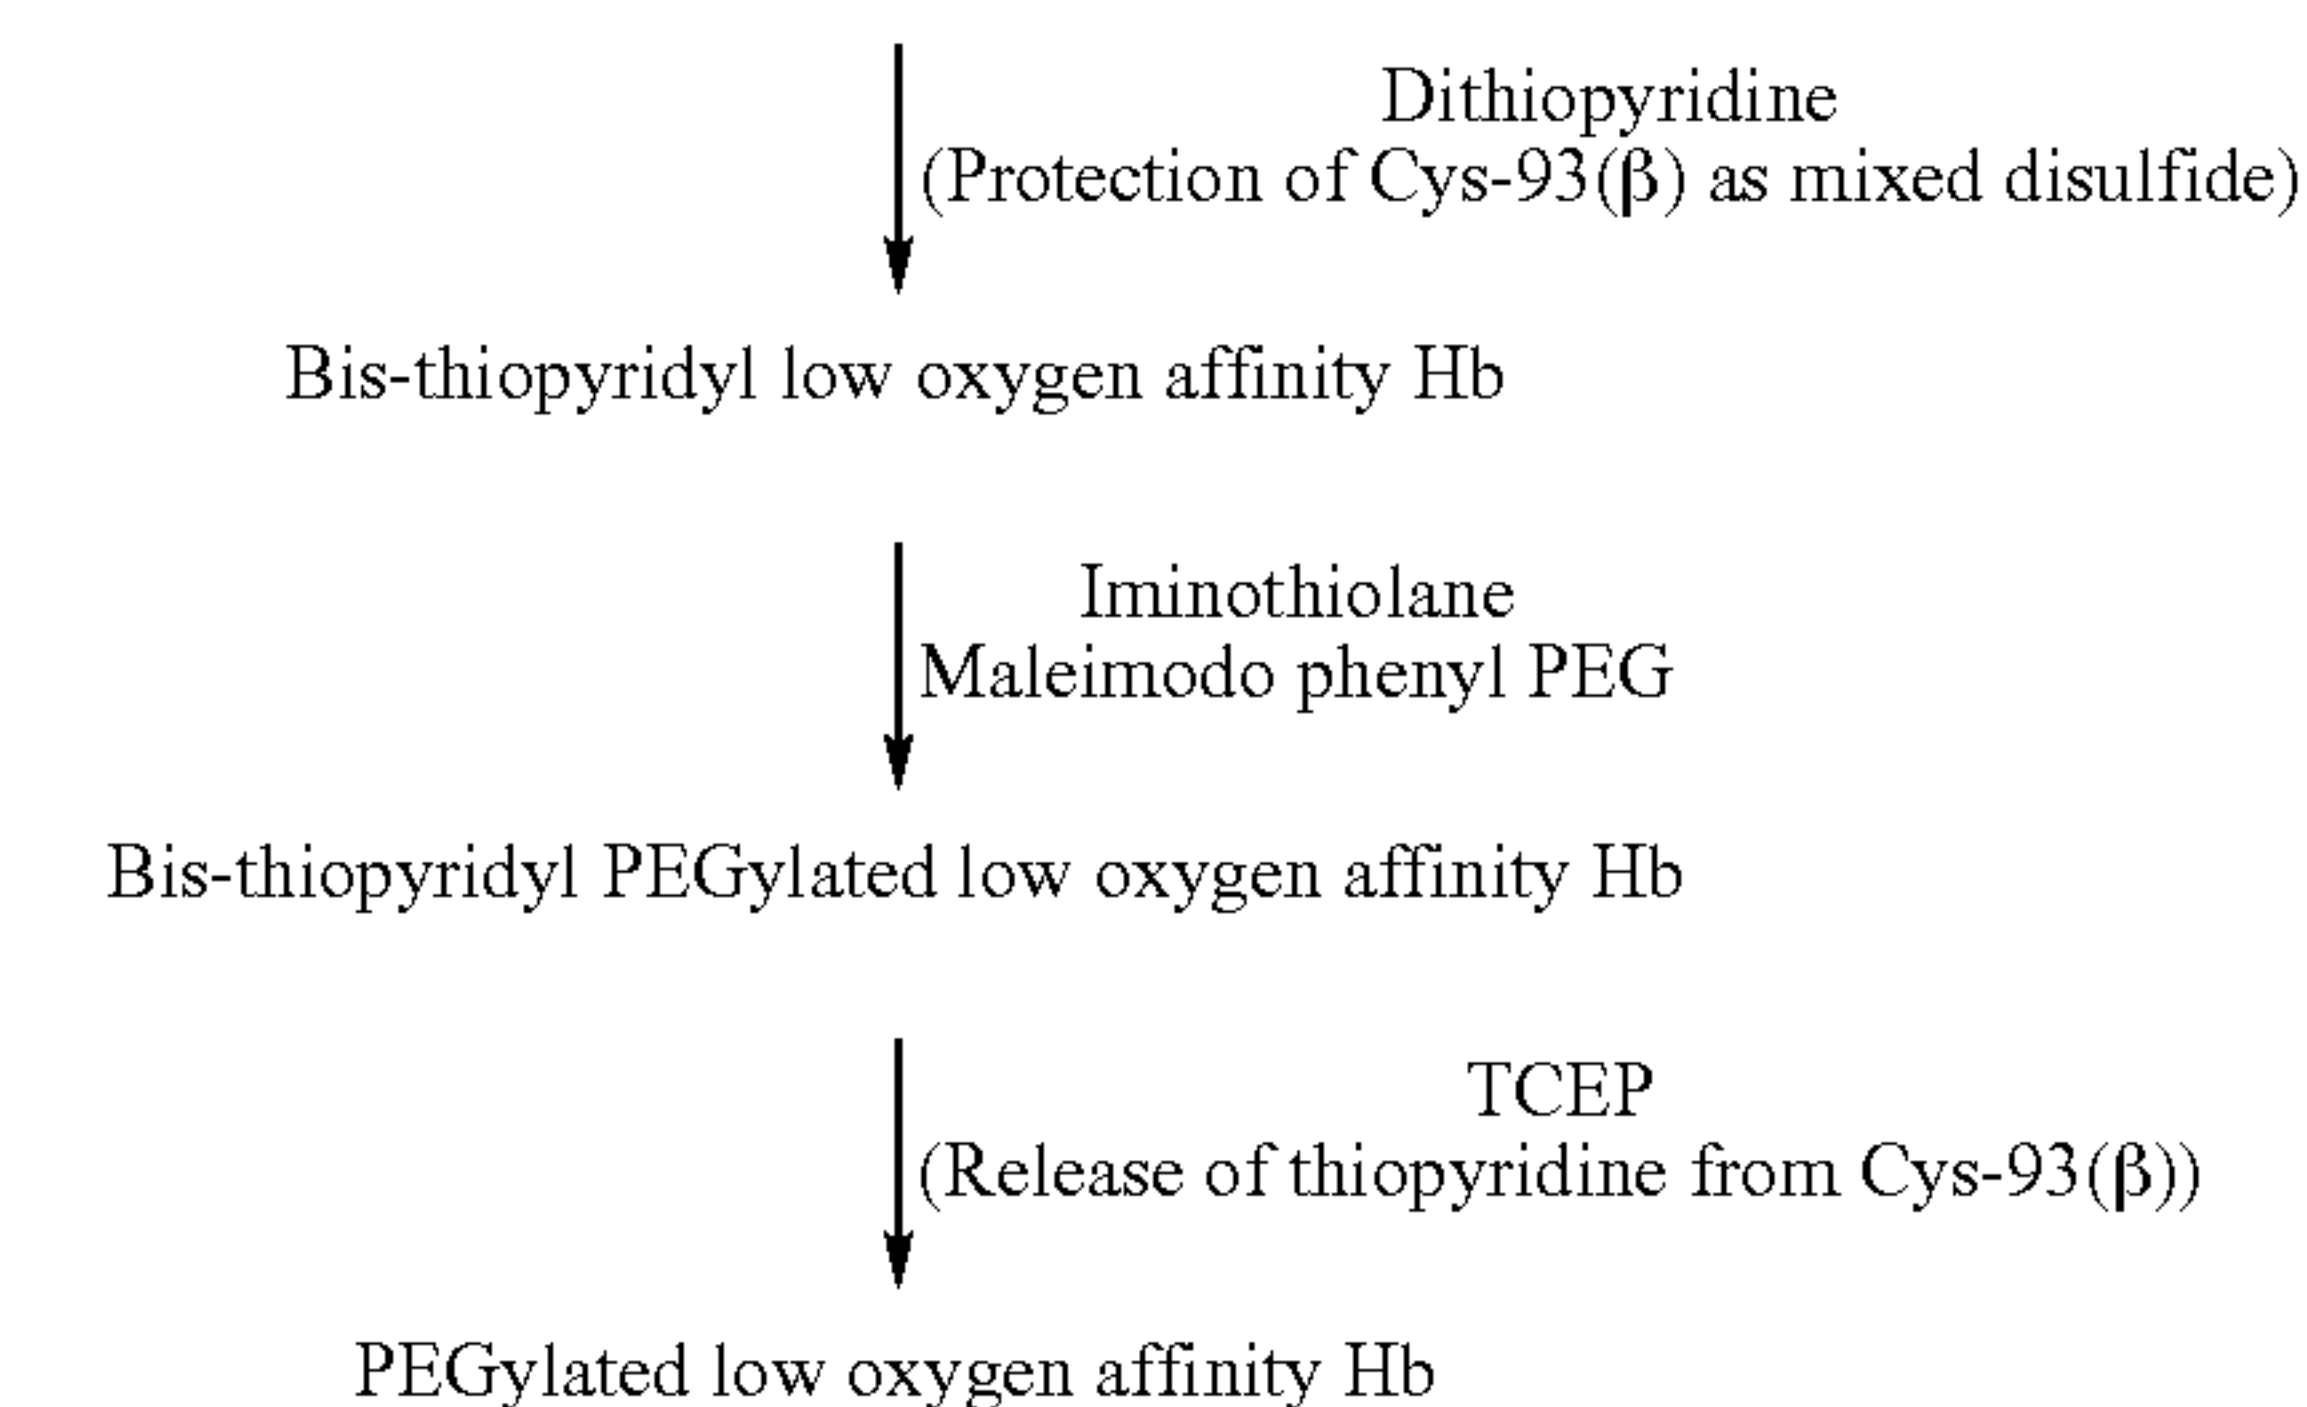 Dithiopyridine
(Protection of Cys-93(β) as mixed disulfide)
Bis-thiopyridyl low oxygen affinity Hb
Iminothiolane
Maleimodo phenyl PEG
Bis-thiopyridyl PEGylated low oxygen affinity Hb
TCEP
(Release of thiopyridine from Cys-93(β))
PEGylated low oxygen affinity Hb